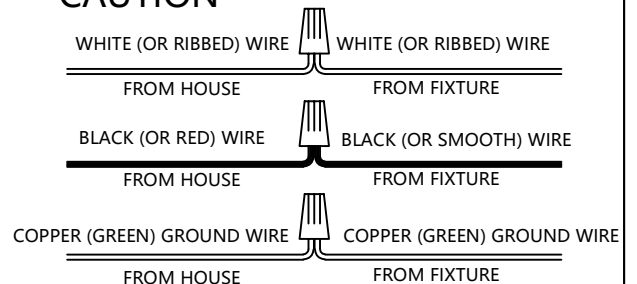 CAUTION
WHITE (OR RIBBED) WIRE WHITE (OR RIBBED) WIRE
FROM HOUSE FROM FIXTURE
BLACK (OR RED) WIRE BLACK (OR SMOOTH) WIRE
FROM HOUSE FROM FIXTURE
COPPER (GREEN) GROUND WIRE COPPER (GREEN) GROUND WIRE
FROM HOUSE FROM FIXTURE